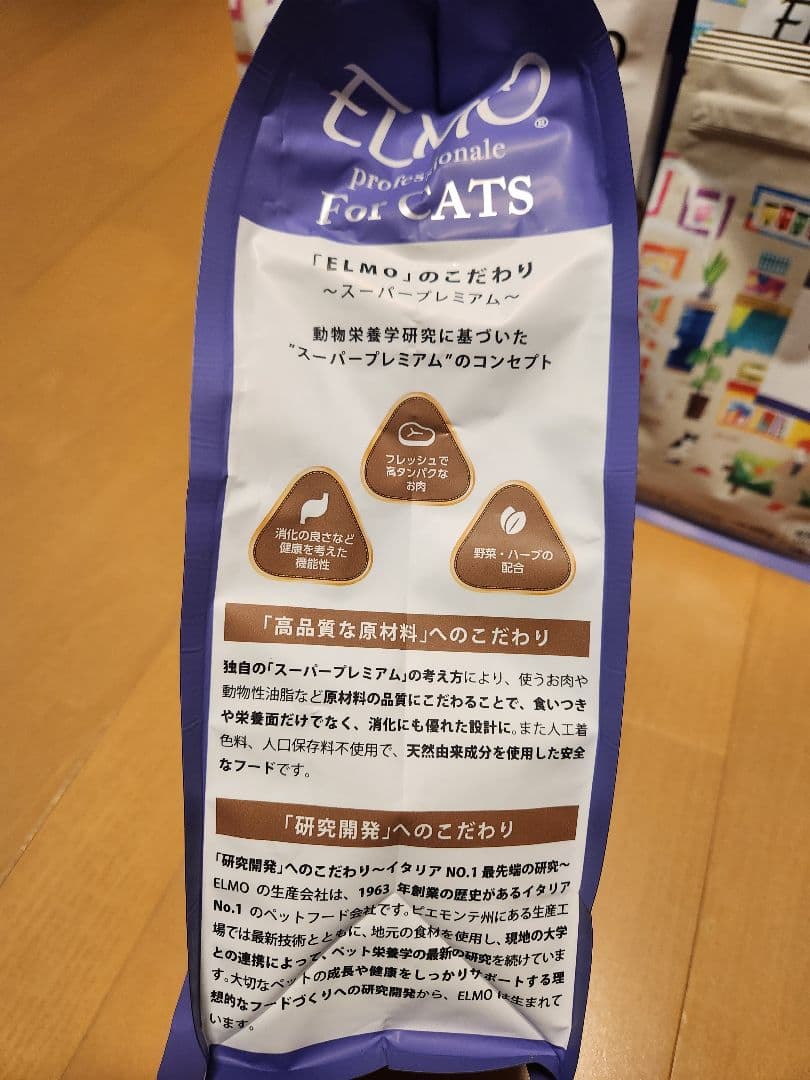 ELMO®
professionale
For CATS
「ELMO」のこだわり
～スーパープレミアム～
動物栄養学研究に基づいた
"スーパープレミアム"のコンセプト
フレッシュで
高タンパクな
お肉
消化の良さなど
健康を考えた
機能性
野菜・ハーブの
配合
「高品質な原材料」へのこだわり
独自の「スーパープレミアム」の考え方により、使うお肉や
動物性油脂など原材料の品質にこだわることで、食いつき
や栄養面だけでなく、消化にも優れた設計に。また人工着
色料、人口保存料不使用で、天然由来成分を使用した安全
なフードです。
「研究開発」へのこだわり
「研究開発」へのこだわり～イタリア NO.1 最先端の研究～
ELMO の生産会社は、1963 年創業の歴史があるイタリア
No.1 のペットフード会社です。ピエモンテ州にある生産工
場では最新技術とともに、地元の食材を使用し、現地の大学
との連携によって、ペット栄養学の最新の研究を続けていま
す。大切なペットの成長や健康をしっかりサポートする理
想的なフードづくりへの研究開発から、ELMO は生まれて
います。